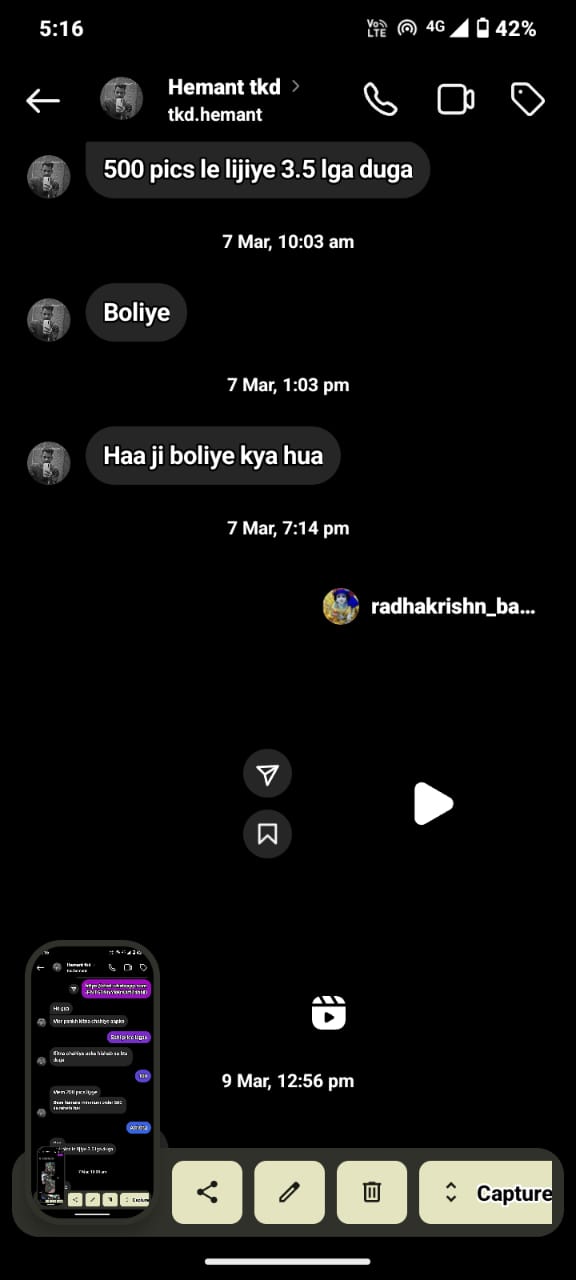 5:16
Vo)) LTE 4G 42%
Hemant tkd
tkd.hemant
500 pics le lijiye 3.5 lga duga
7 Mar, 10:03 am
Boliye
7 Mar, 1:03 pm
Haa ji boliye kya hua
7 Mar, 7:14 pm
radhakrishn_ba...
9 Mar, 12:56 pm
Hemant tkd
Capture